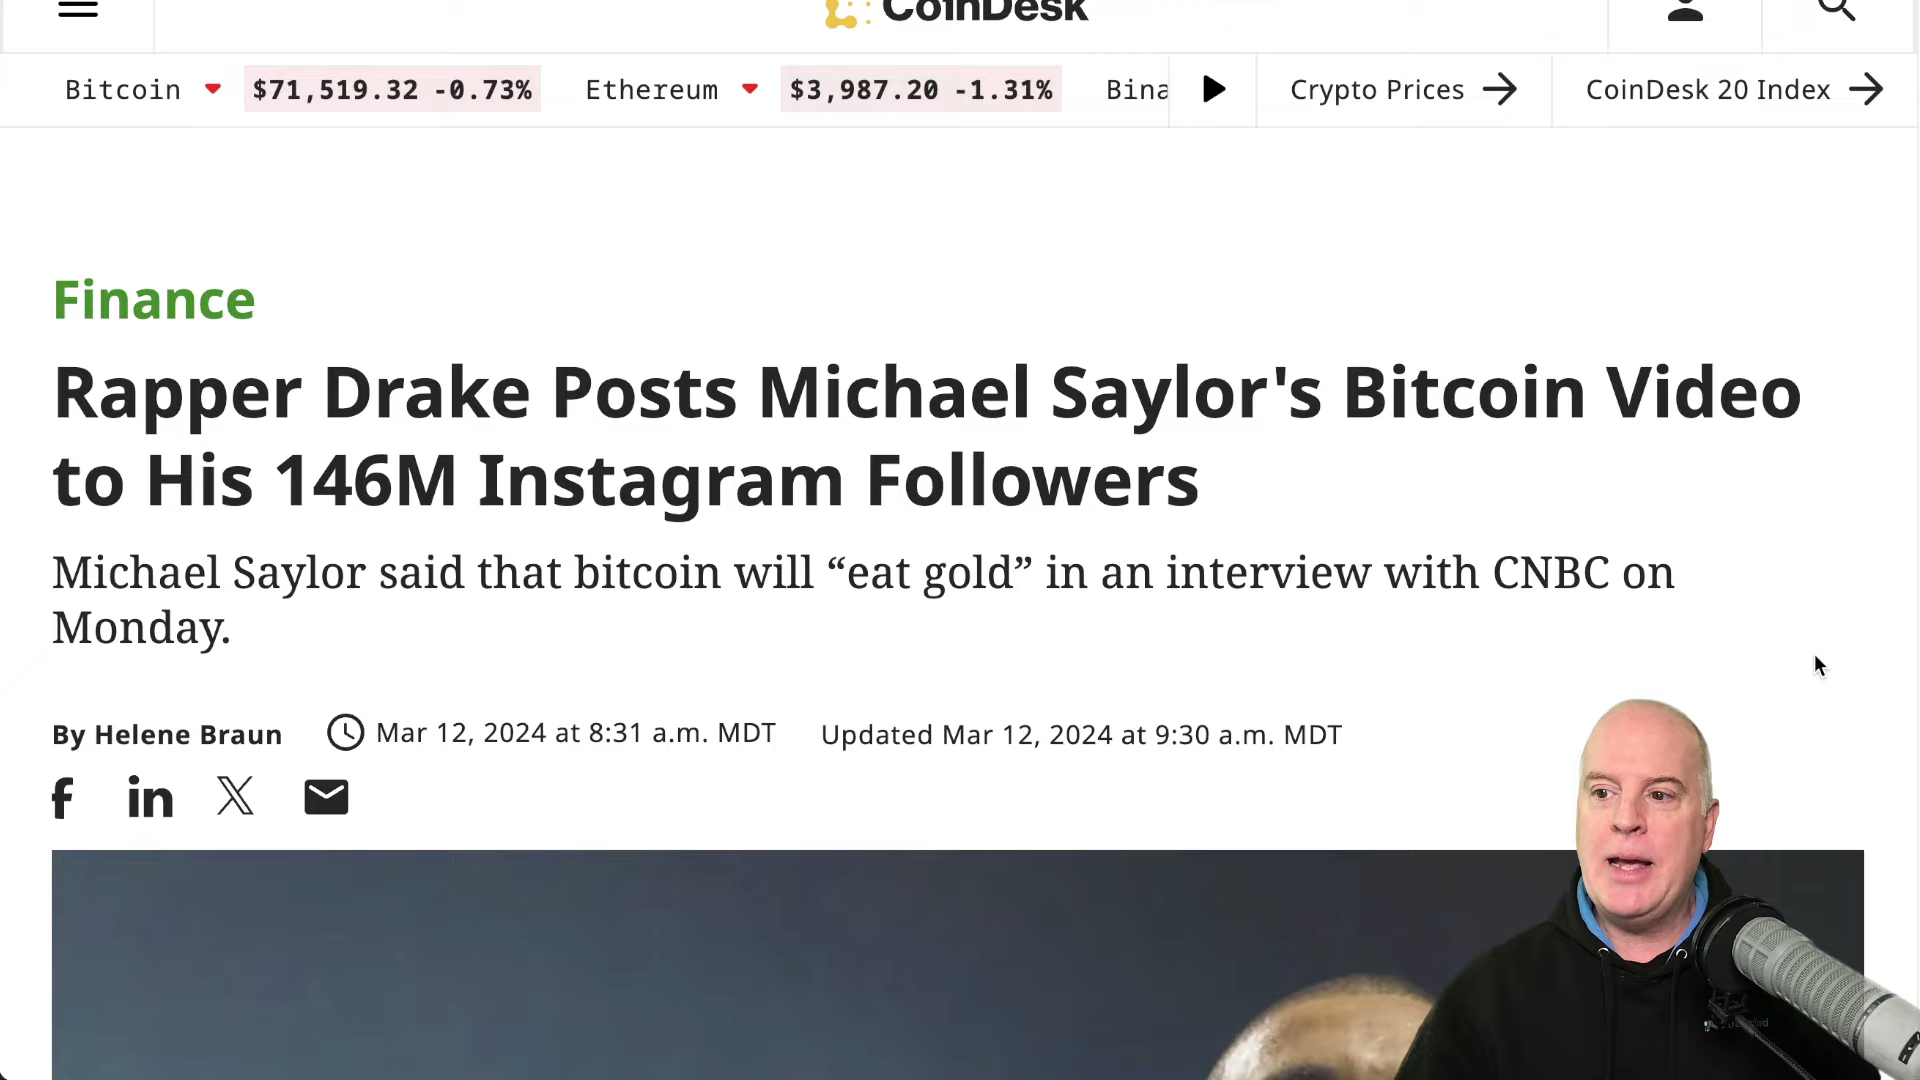 CoinDesk
Bitcoin $71,519.32 -0.73% Ethereum $3,987.20 -1.31% Bina Crypto Prices CoinDesk 20 Index
Finance
Rapper Drake Posts Michael Saylor's Bitcoin Video
to His 146M Instagram Followers
Michael Saylor said that bitcoin will “eat gold” in an interview with CNBC on
Monday.
By Helene Braun Mar 12, 2024 at 8:31 a.m. MDT Updated Mar 12, 2024 at 9:30 a.m. MDT